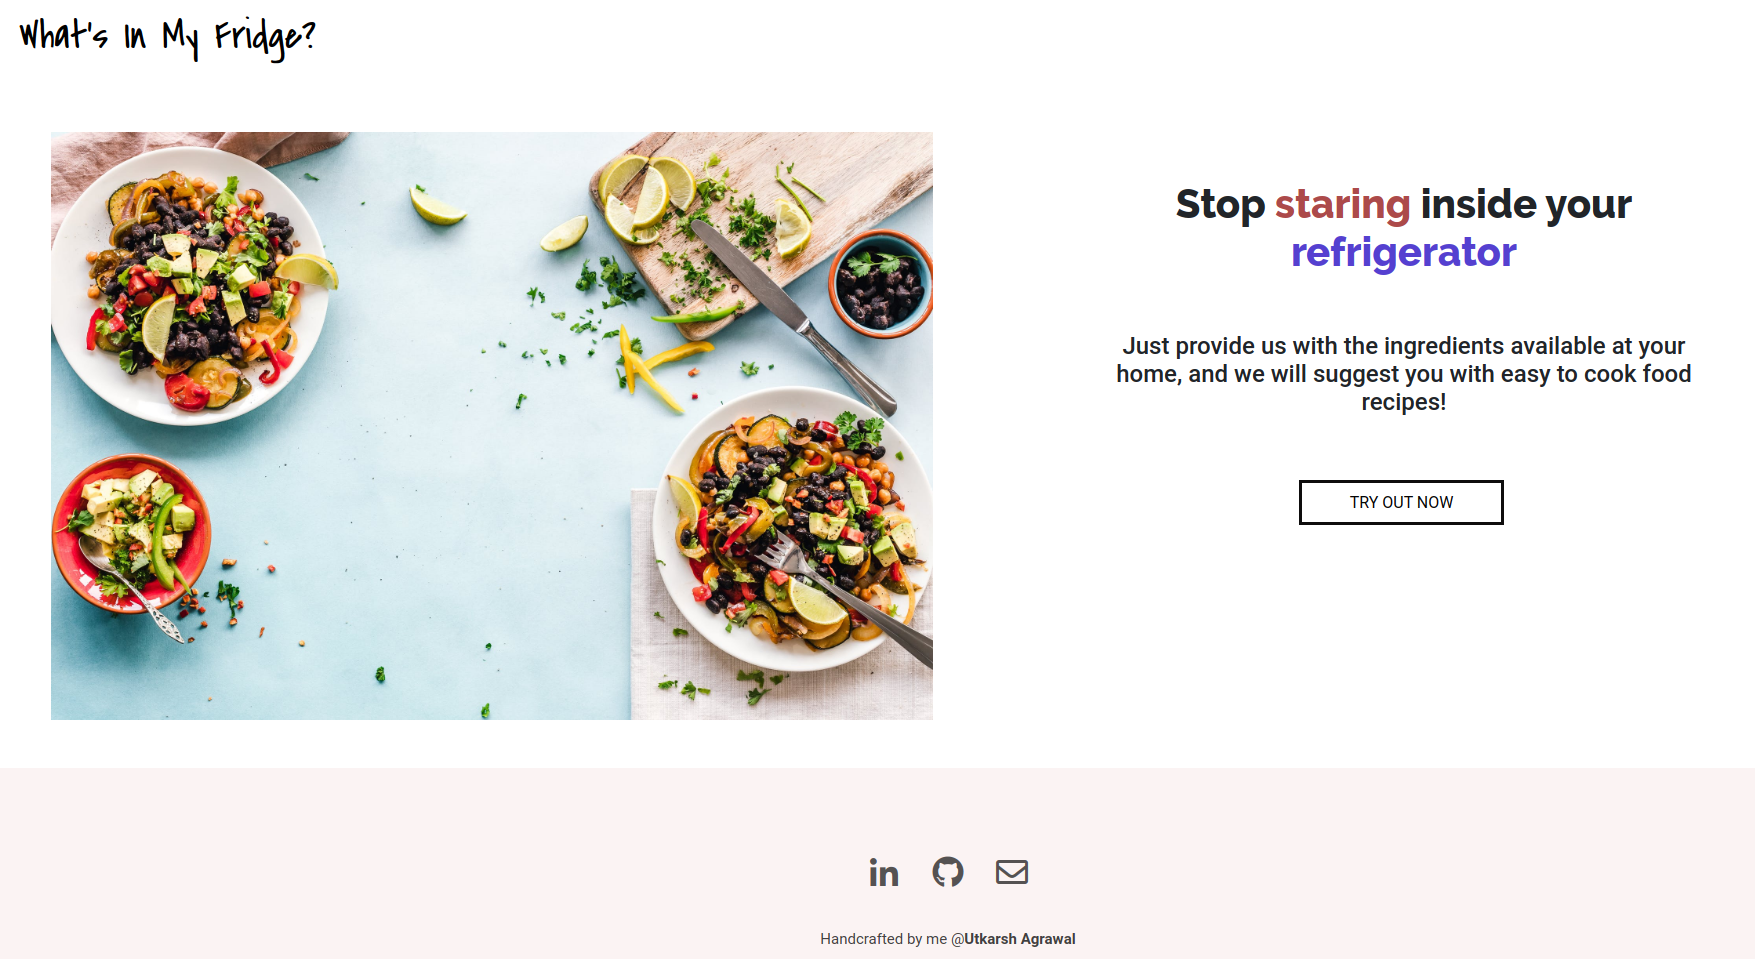 What's In My Fridge?
Stop staring inside your
refrigerator
Just provide us with the ingredients available at your
home, and we will suggest you with easy to cook food
recipes!
TRY OUT NOW
in
Handcrafted by me @Utkarsh Agrawal